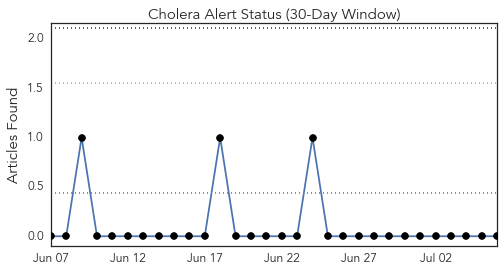 Cholera Alert Status (30-Day Window)
Articles Found
2.0
1.5
1.0
0.5
0.0
Jun 07 Jun 12 Jun 17 Jun 22 Jun 27 Jul 02